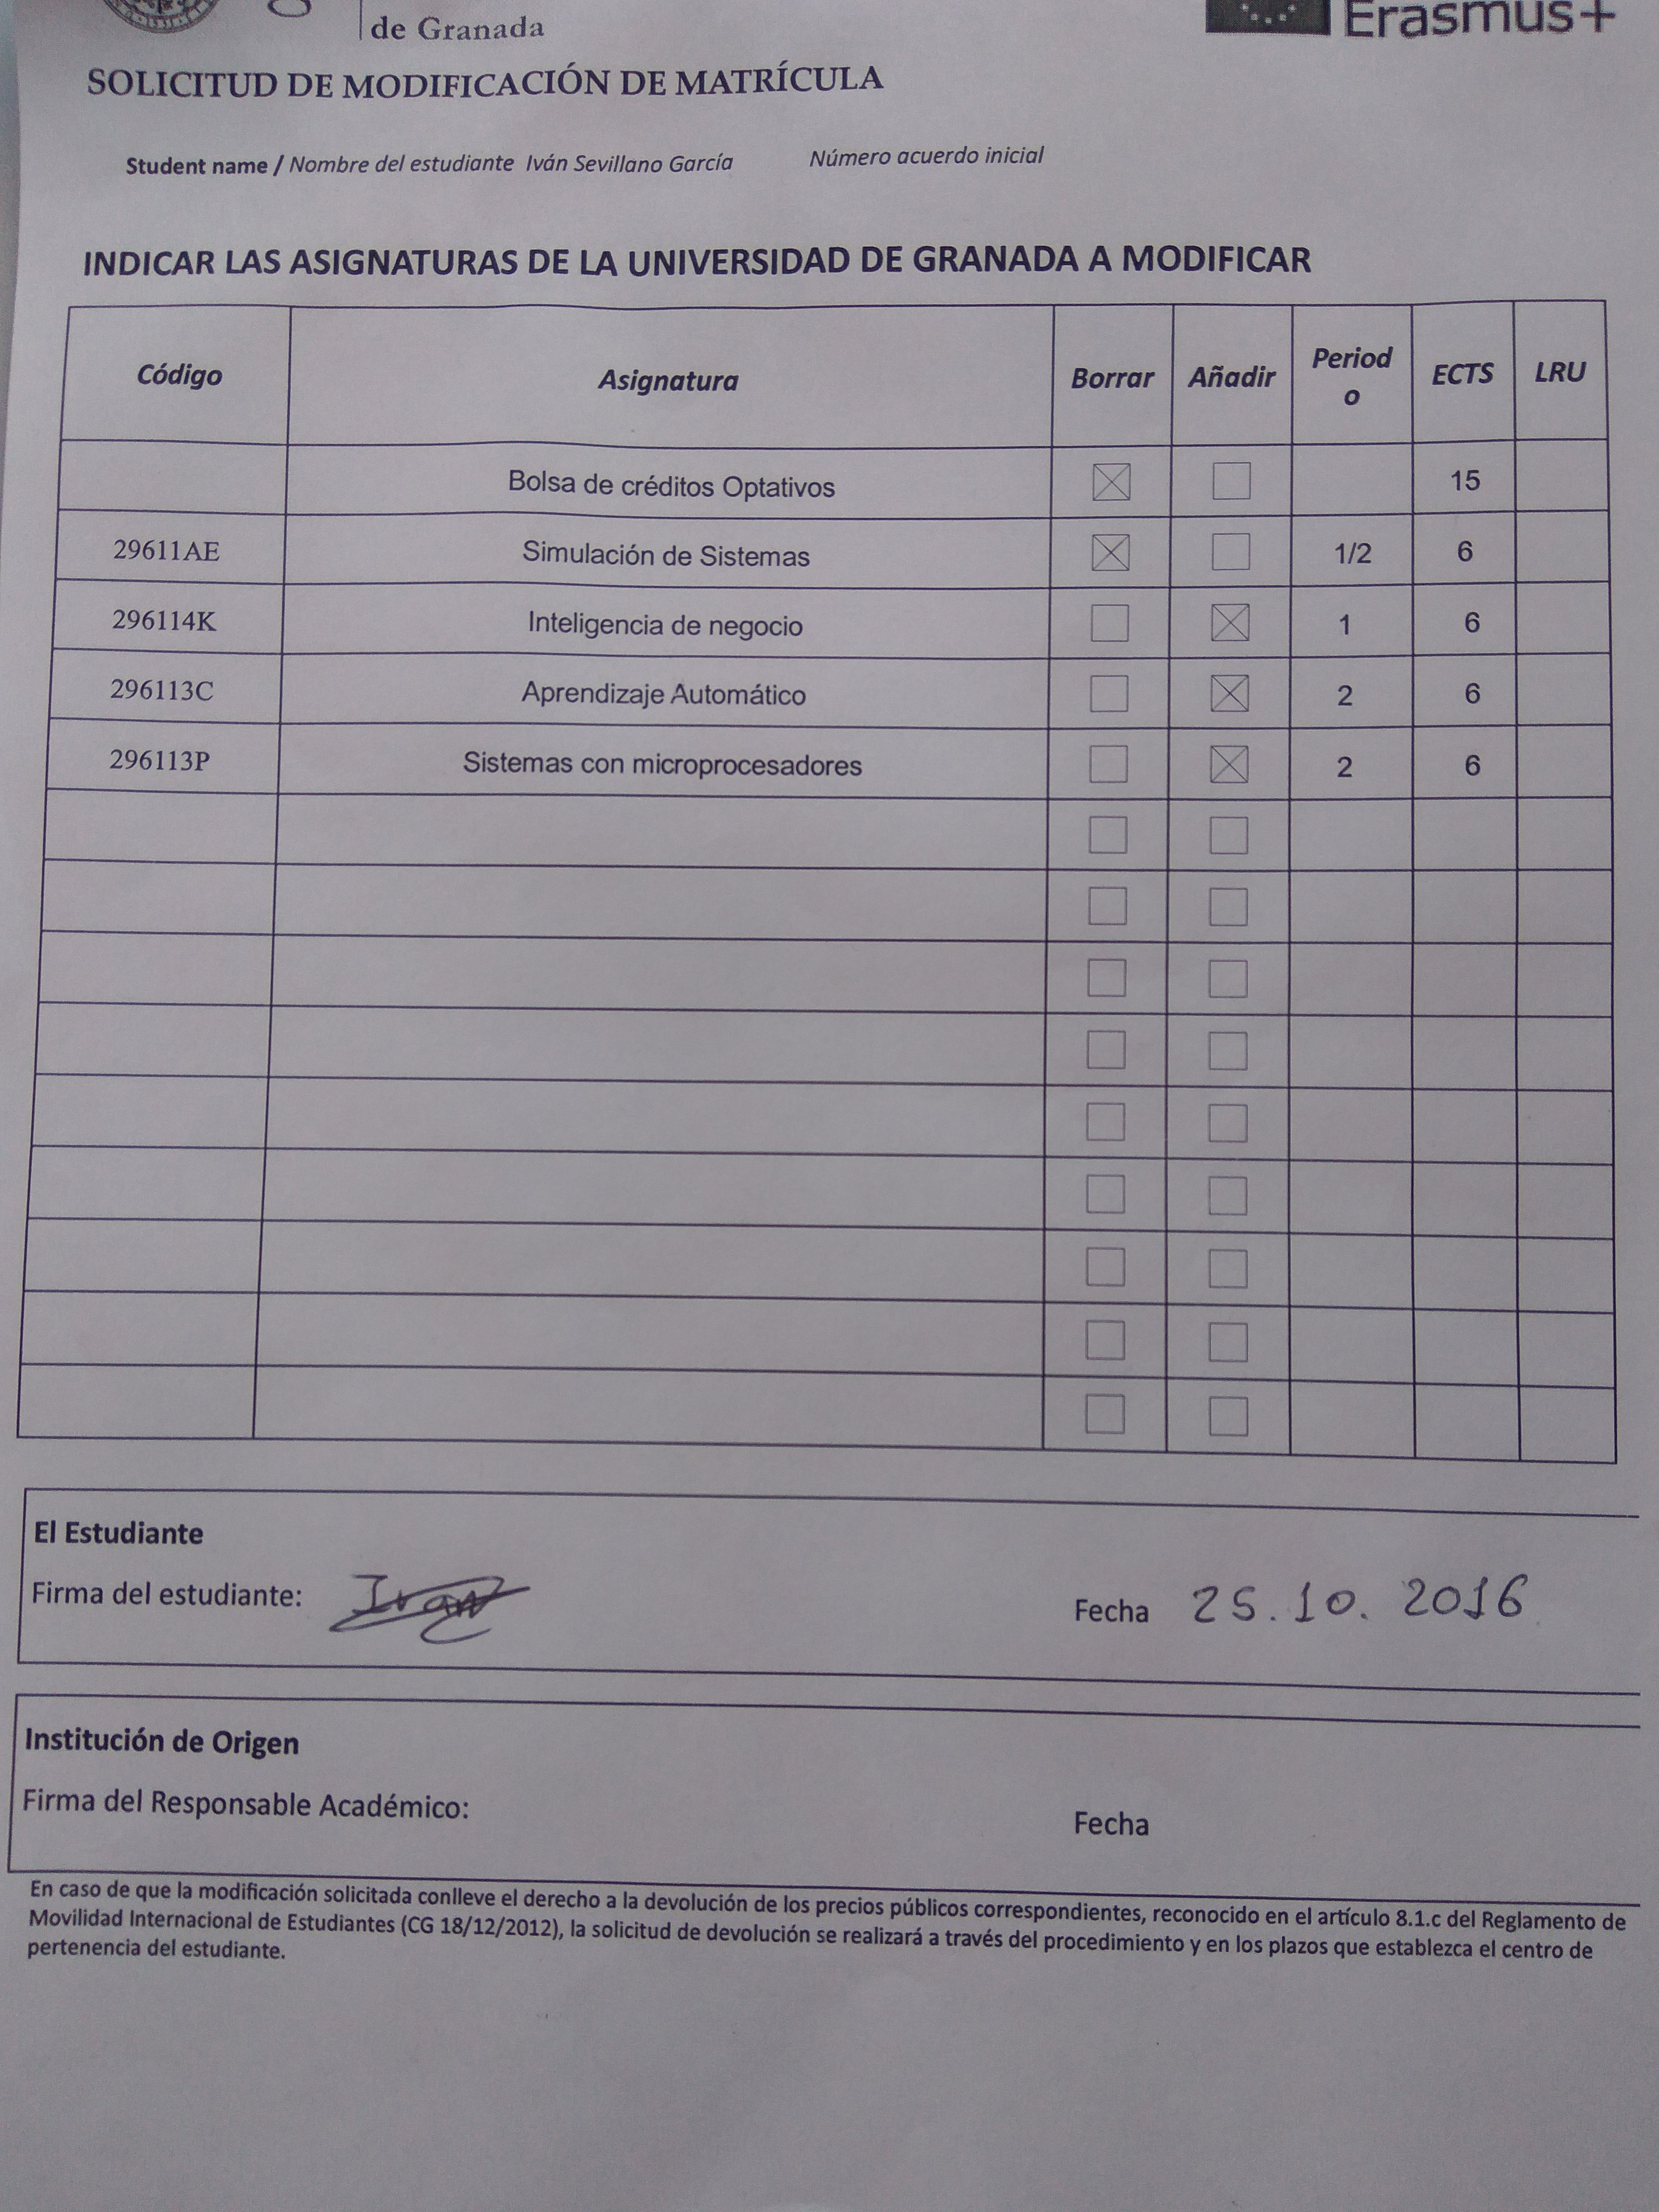 de Granada
Erasmus+
SOLICITUD DE MODIFICACIÓN DE MATRÍCULA
Student name / Nombre del estudiante Iván Sevillano García Número acuerdo inicial
INDICAR LAS ASIGNATURAS DE LA UNIVERSIDAD DE GRANADA A MODIFICAR
Código Asignatura Borrar Añadir Period
o ECTS LRU
Bolsa de créditos Optativos 15
29611AE Simulación de Sistemas 1/2 6
296114K Inteligencia de negocio 1 6
296113C Aprendizaje Automático 2 6
296113P Sistemas con microprocesadores 2 6
El Estudiante
Firma del estudiante: Ivan Fecha 25.10.2016
Institución de Origen
Firma del Responsable Académico: Fecha
En caso de que la modificación solicitada conlleve el derecho a la devolución de los precios públicos correspondientes, reconocido en el artículo 8.1.c del Reglamento de
Movilidad Internacional de Estudiantes (CG 18/12/2012), la solicitud de devolución se realizará a través del procedimiento y en los plazos que establezca el centro de
pertenencia del estudiante.